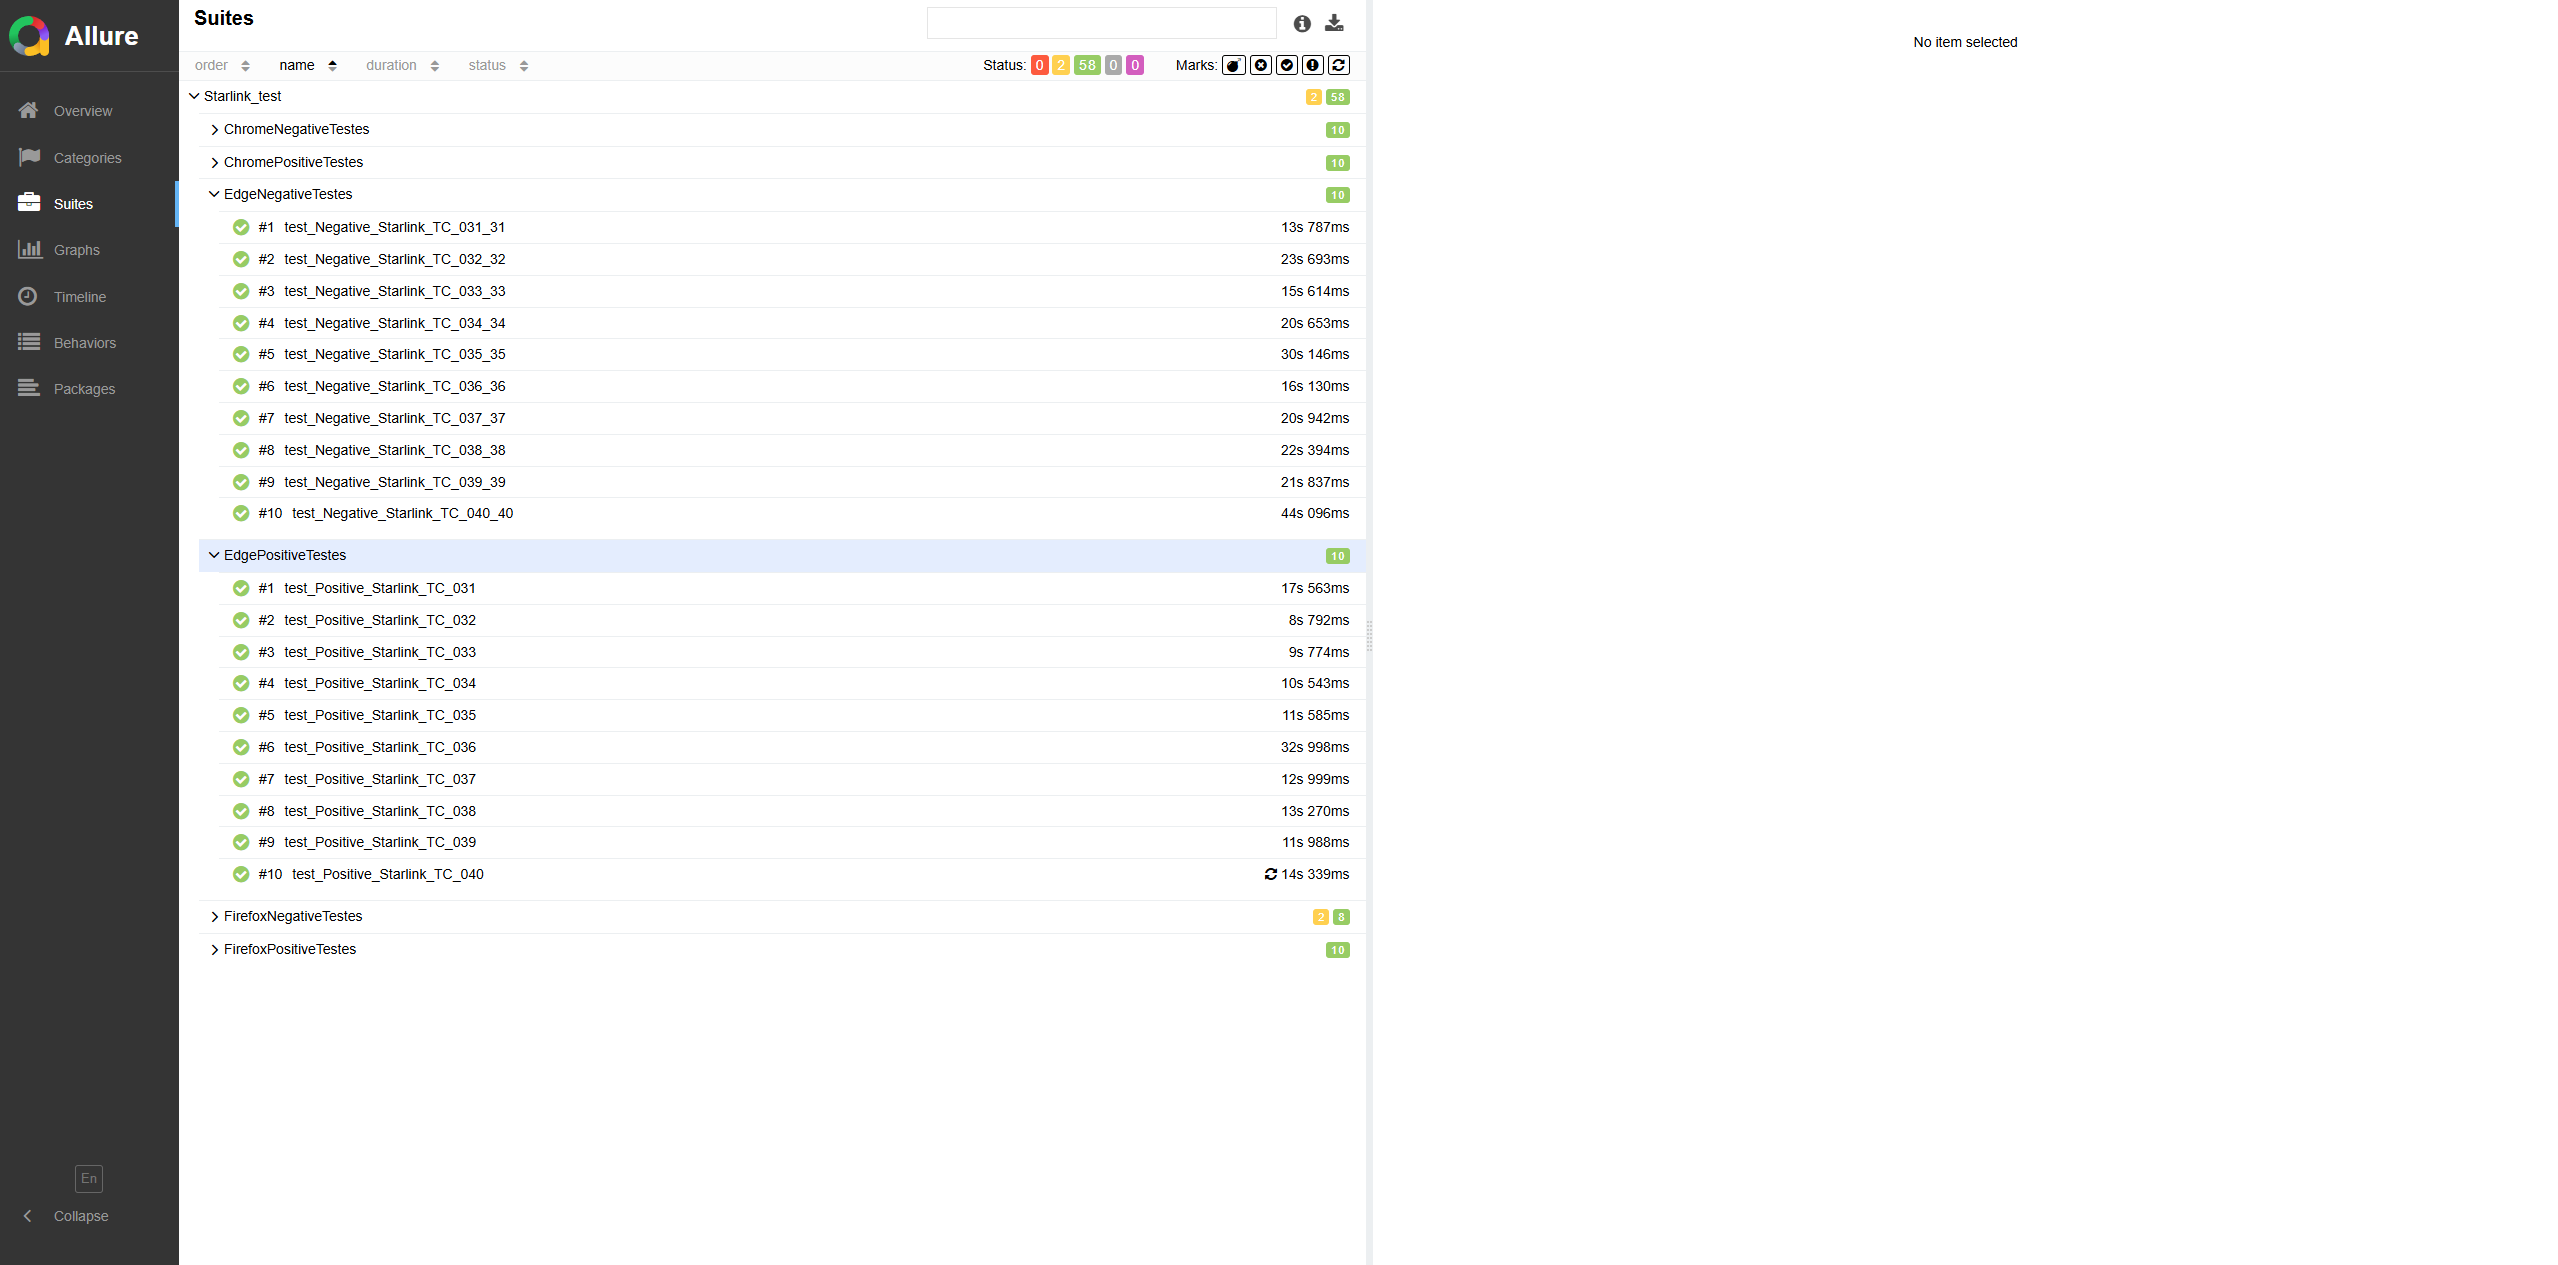 Allure
Overview
Categories
Suites
Graphs
Timeline
Behaviors
Packages
En
Collapse
Suites
order name duration status Status: 0 2 58 0 0 Marks:
Starlink_test 2 58
ChromeNegativeTestes 10
ChromePositiveTestes 10
EdgeNegativeTestes 10
#1 test_Negative_Starlink_TC_031_31 13s 787ms
#2 test_Negative_Starlink_TC_032_32 23s 693ms
#3 test_Negative_Starlink_TC_033_33 15s 614ms
#4 test_Negative_Starlink_TC_034_34 20s 653ms
#5 test_Negative_Starlink_TC_035_35 30s 146ms
#6 test_Negative_Starlink_TC_036_36 16s 130ms
#7 test_Negative_Starlink_TC_037_37 20s 942ms
#8 test_Negative_Starlink_TC_038_38 22s 394ms
#9 test_Negative_Starlink_TC_039_39 21s 837ms
#10 test_Negative_Starlink_TC_040_40 44s 096ms
EdgePositiveTestes 10
#1 test_Positive_Starlink_TC_031 17s 563ms
#2 test_Positive_Starlink_TC_032 8s 792ms
#3 test_Positive_Starlink_TC_033 9s 774ms
#4 test_Positive_Starlink_TC_034 10s 543ms
#5 test_Positive_Starlink_TC_035 11s 585ms
#6 test_Positive_Starlink_TC_036 32s 998ms
#7 test_Positive_Starlink_TC_037 12s 999ms
#8 test_Positive_Starlink_TC_038 13s 270ms
#9 test_Positive_Starlink_TC_039 11s 988ms
#10 test_Positive_Starlink_TC_040 14s 339ms
FirefoxNegativeTestes 2 8
FirefoxPositiveTestes 10
No item selected